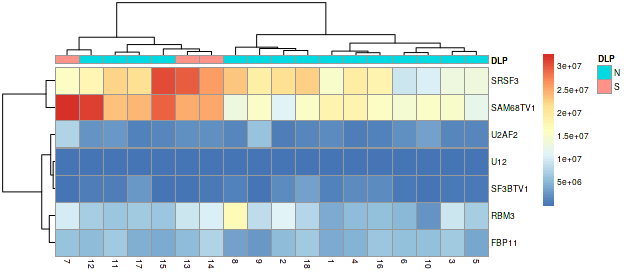 DLP
SRSF3
SAM68TV1
U2AF2
U12
SF3BTV1
RBM3
FBP11
7 12 11 17 15 13 14 8 9 2 18 1 4 16 6 10 3 5
3e+07
2.5e+07
2e+07
1.5e+07
1e+07
5e+06
DLP
N
S